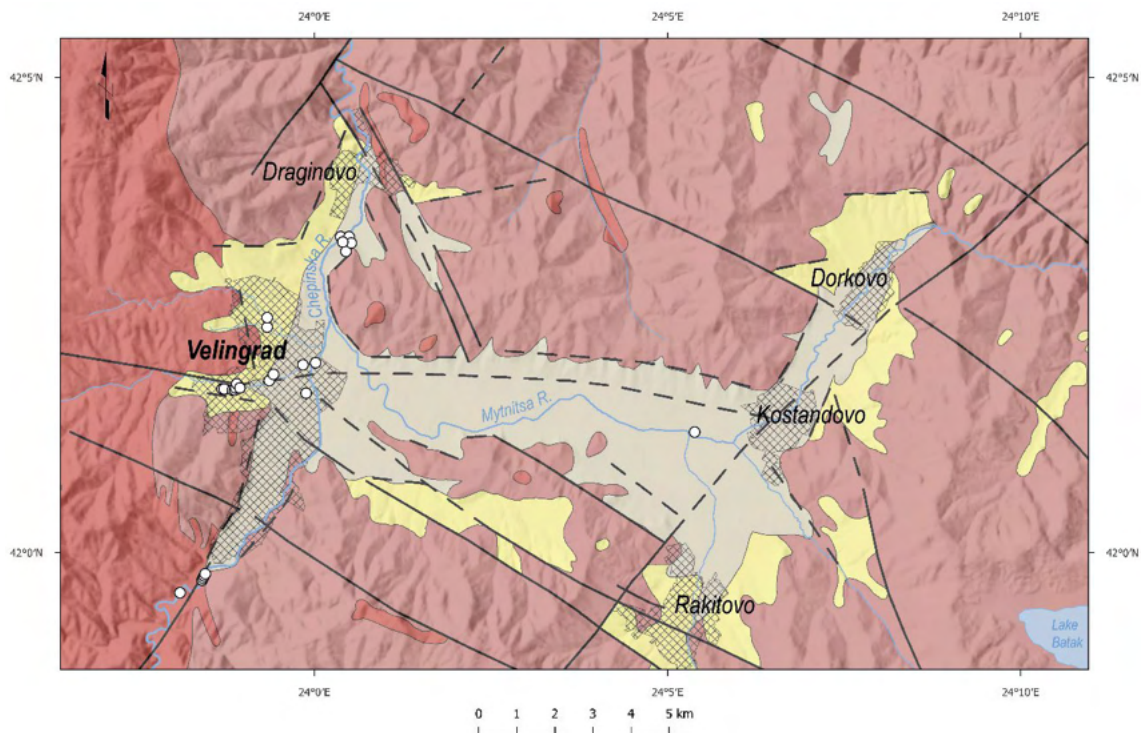 24°0'E 24°5'E 24°10'E
42°5'N 42°5'N
Draginovo
Chepinska R.
Dorkovo
Velingrad
Mytnitsa R.
Kostandovo
42°0'N 42°0'N
Rakitovo
Lake
Batak
24°0'E 24°5'E 24°10'E
0 1 2 3 4 5 km